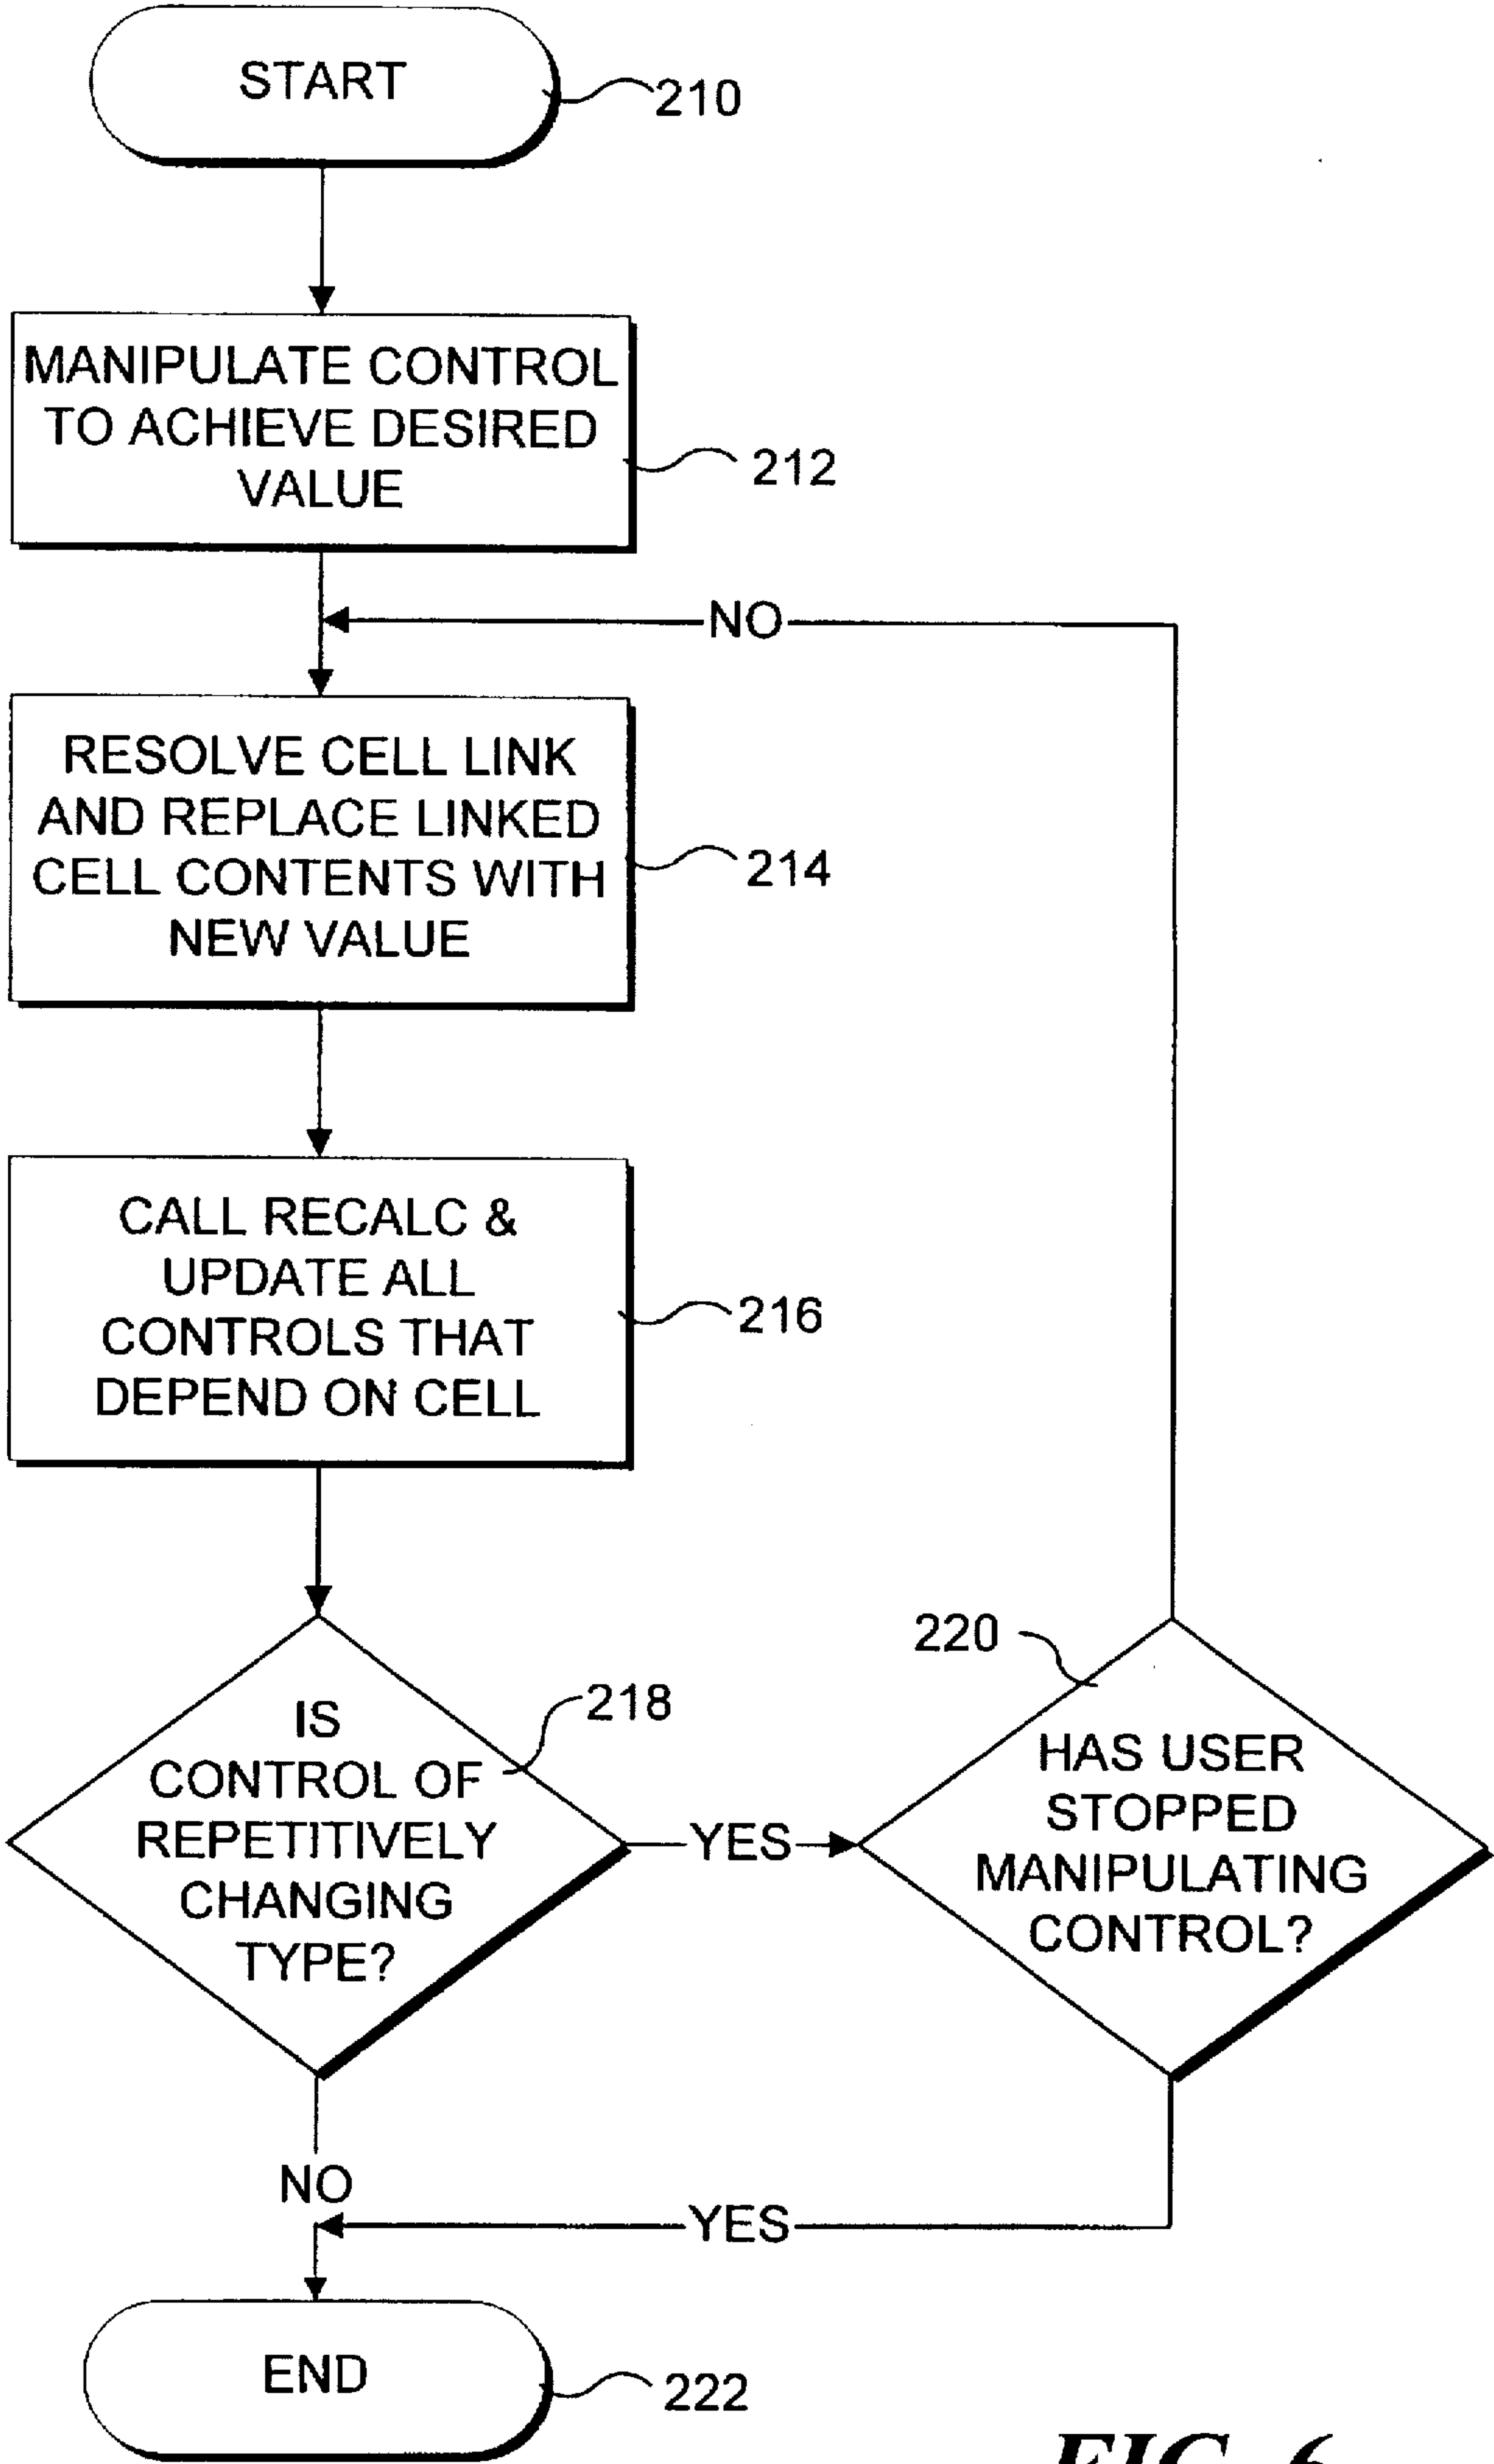 START
210
MANIPULATE CONTROL
TO ACHIEVE DESIRED
VALUE
212
NO
RESOLVE CELL LINK
AND REPLACE LINKED
CELL CONTENTS WITH
NEW VALUE
214
CALL RECALC &
UPDATE ALL
CONTROLS THAT
DEPEND ON CELL
216
IS
CONTROL OF
REPETITIVELY
CHANGING
TYPE?
218
YES
220
HAS USER
STOPPED
MANIPULATING
CONTROL?
NO
YES
END
222
FIG. 6